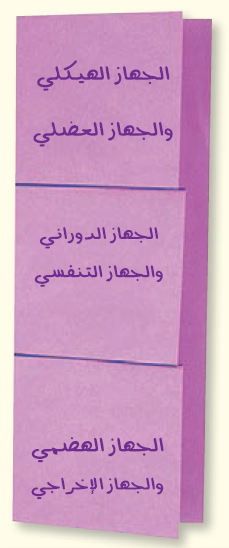 الجهاز الهيكلي
والجهاز العضلي
الجهاز الدوراني
والجهاز التنفسي
الجهاز الهضمي
والجهاز الإخراجي